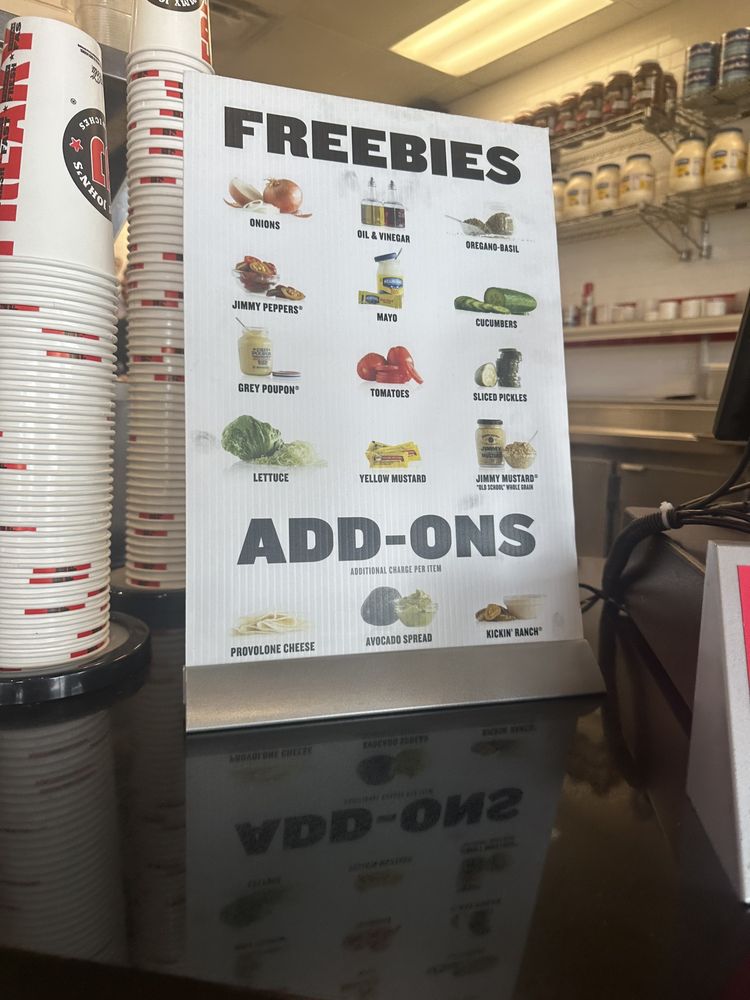 FREEBIES
ONIONS
OIL & VINEGAR
OREGANO-BASIL
JIMMY PEPPERS®
MAYO
CUCUMBERS
GREY POUPON®
TOMATOES
SLICED PICKLES
LETTUCE
YELLOW MUSTARD
JIMMY MUSTARD®
"OLD SCHOOL" WHOLE GRAIN
ADD-ONS
ADDITIONAL CHARGE PER ITEM
PROVOLONE CHEESE
AVOCADO SPREAD
KICKIN' RANCH®
JOHN'S